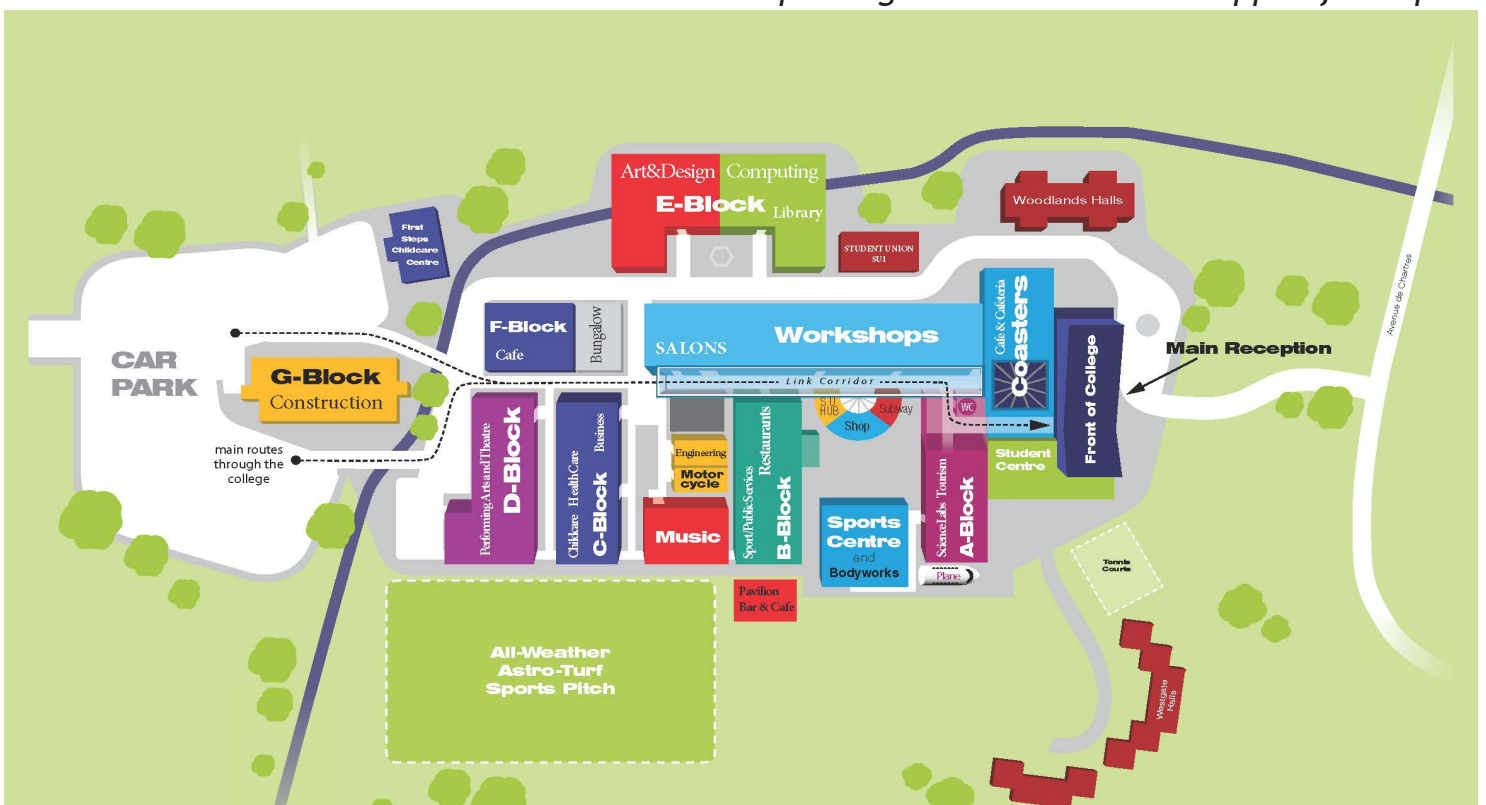 Art&Design
Computing
E-Block
Library
Woodlands Halls
First
Steps
Childcare
Centre
STUDENT UNION
SU1
Avenue de Chartres
F-Block
Cafe
Bungalow
SALONS
Workshops
Cafe & Cafeteria
Coasters
Front of College
Main Reception
CAR
PARK
G-Block
Construction
Link Corridor
S U
HUB
Subway
Shop
WC
main routes
through the
college
Performing Arts and Theatre
D-Block
Childcare Health Care Business
C-Block
Engineering
Motor
cycle
Music
Restaurants
Sport/Public Services
B-Block
Student
Centre
Sports
Centre
and
Bodyworks
Science Labs Tourism
A-Block
Plane
Tennis
Courts
Pavilion
Bar & Cafe
All-Weather
Astro-Turf
Sports Pitch
Westgate
Halls